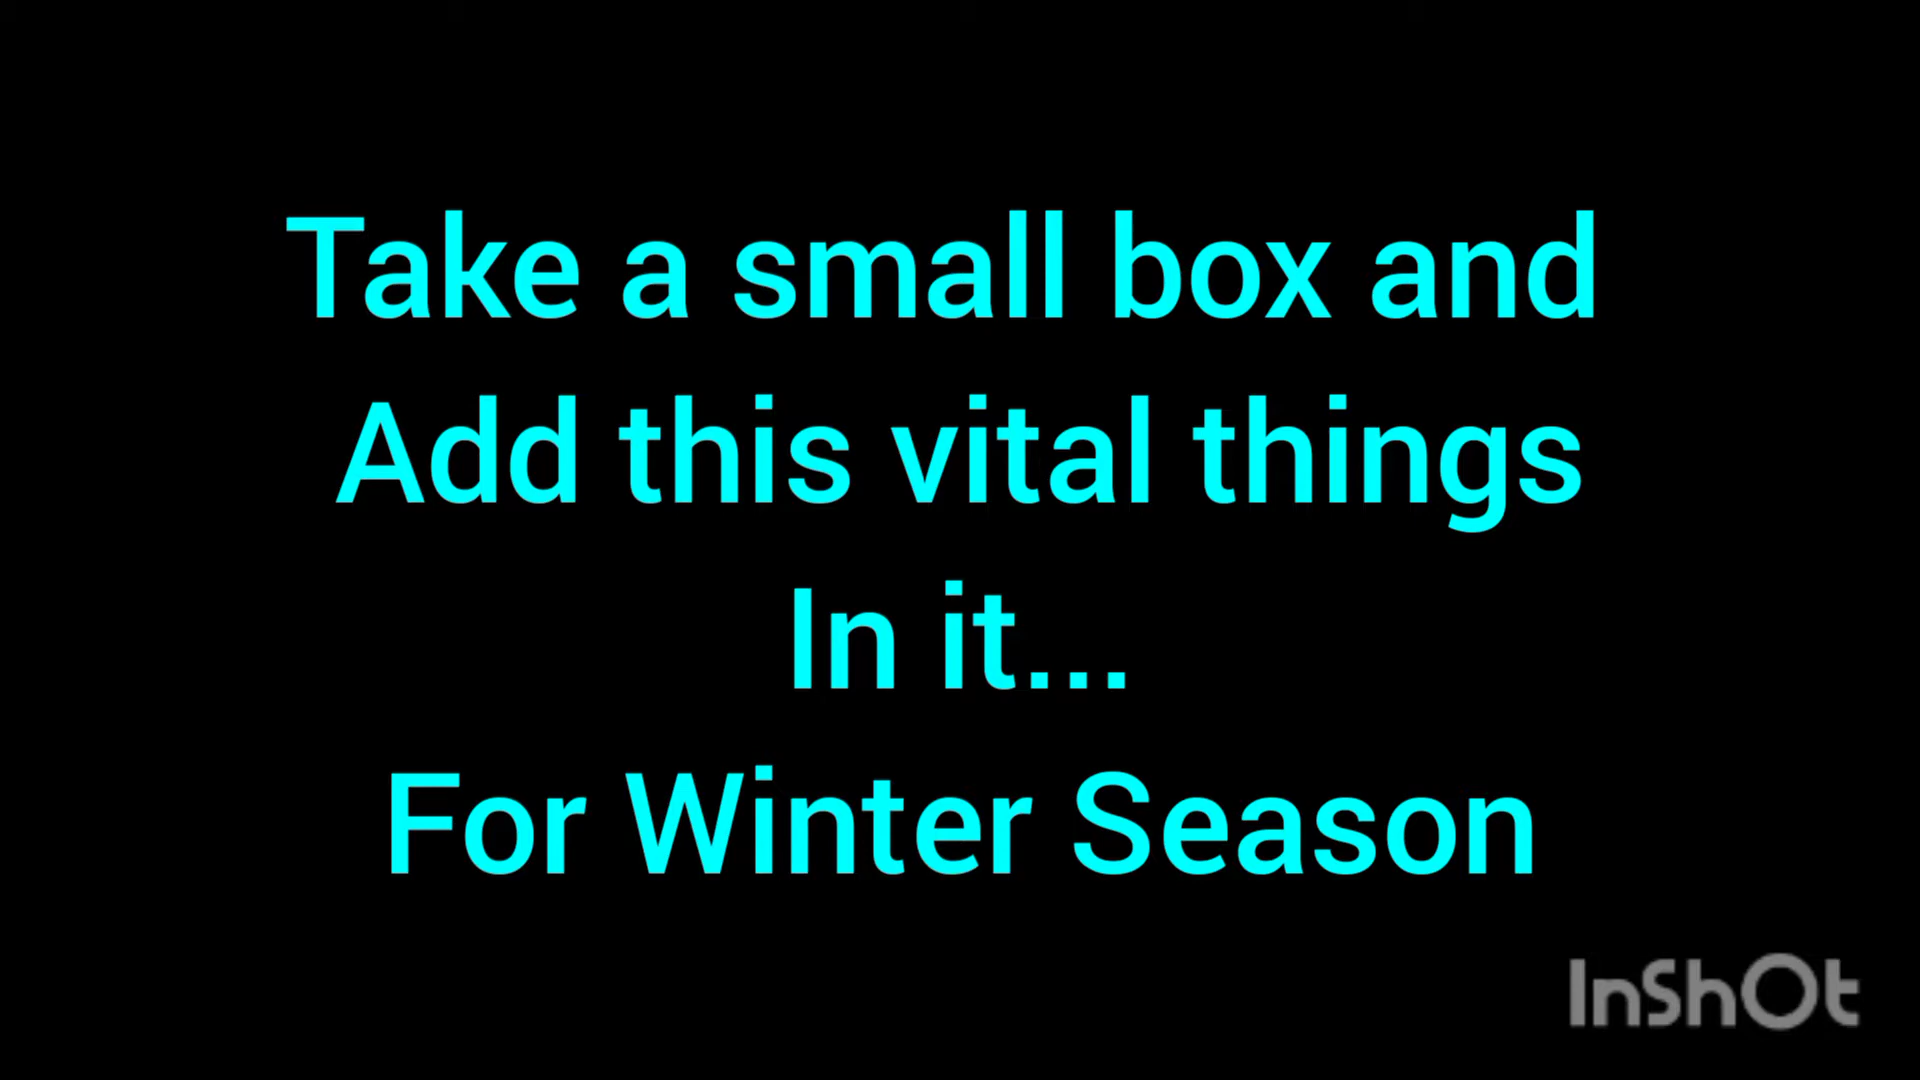 Take a small box and
Add this vital things
In it...
For Winter Season
InShOt